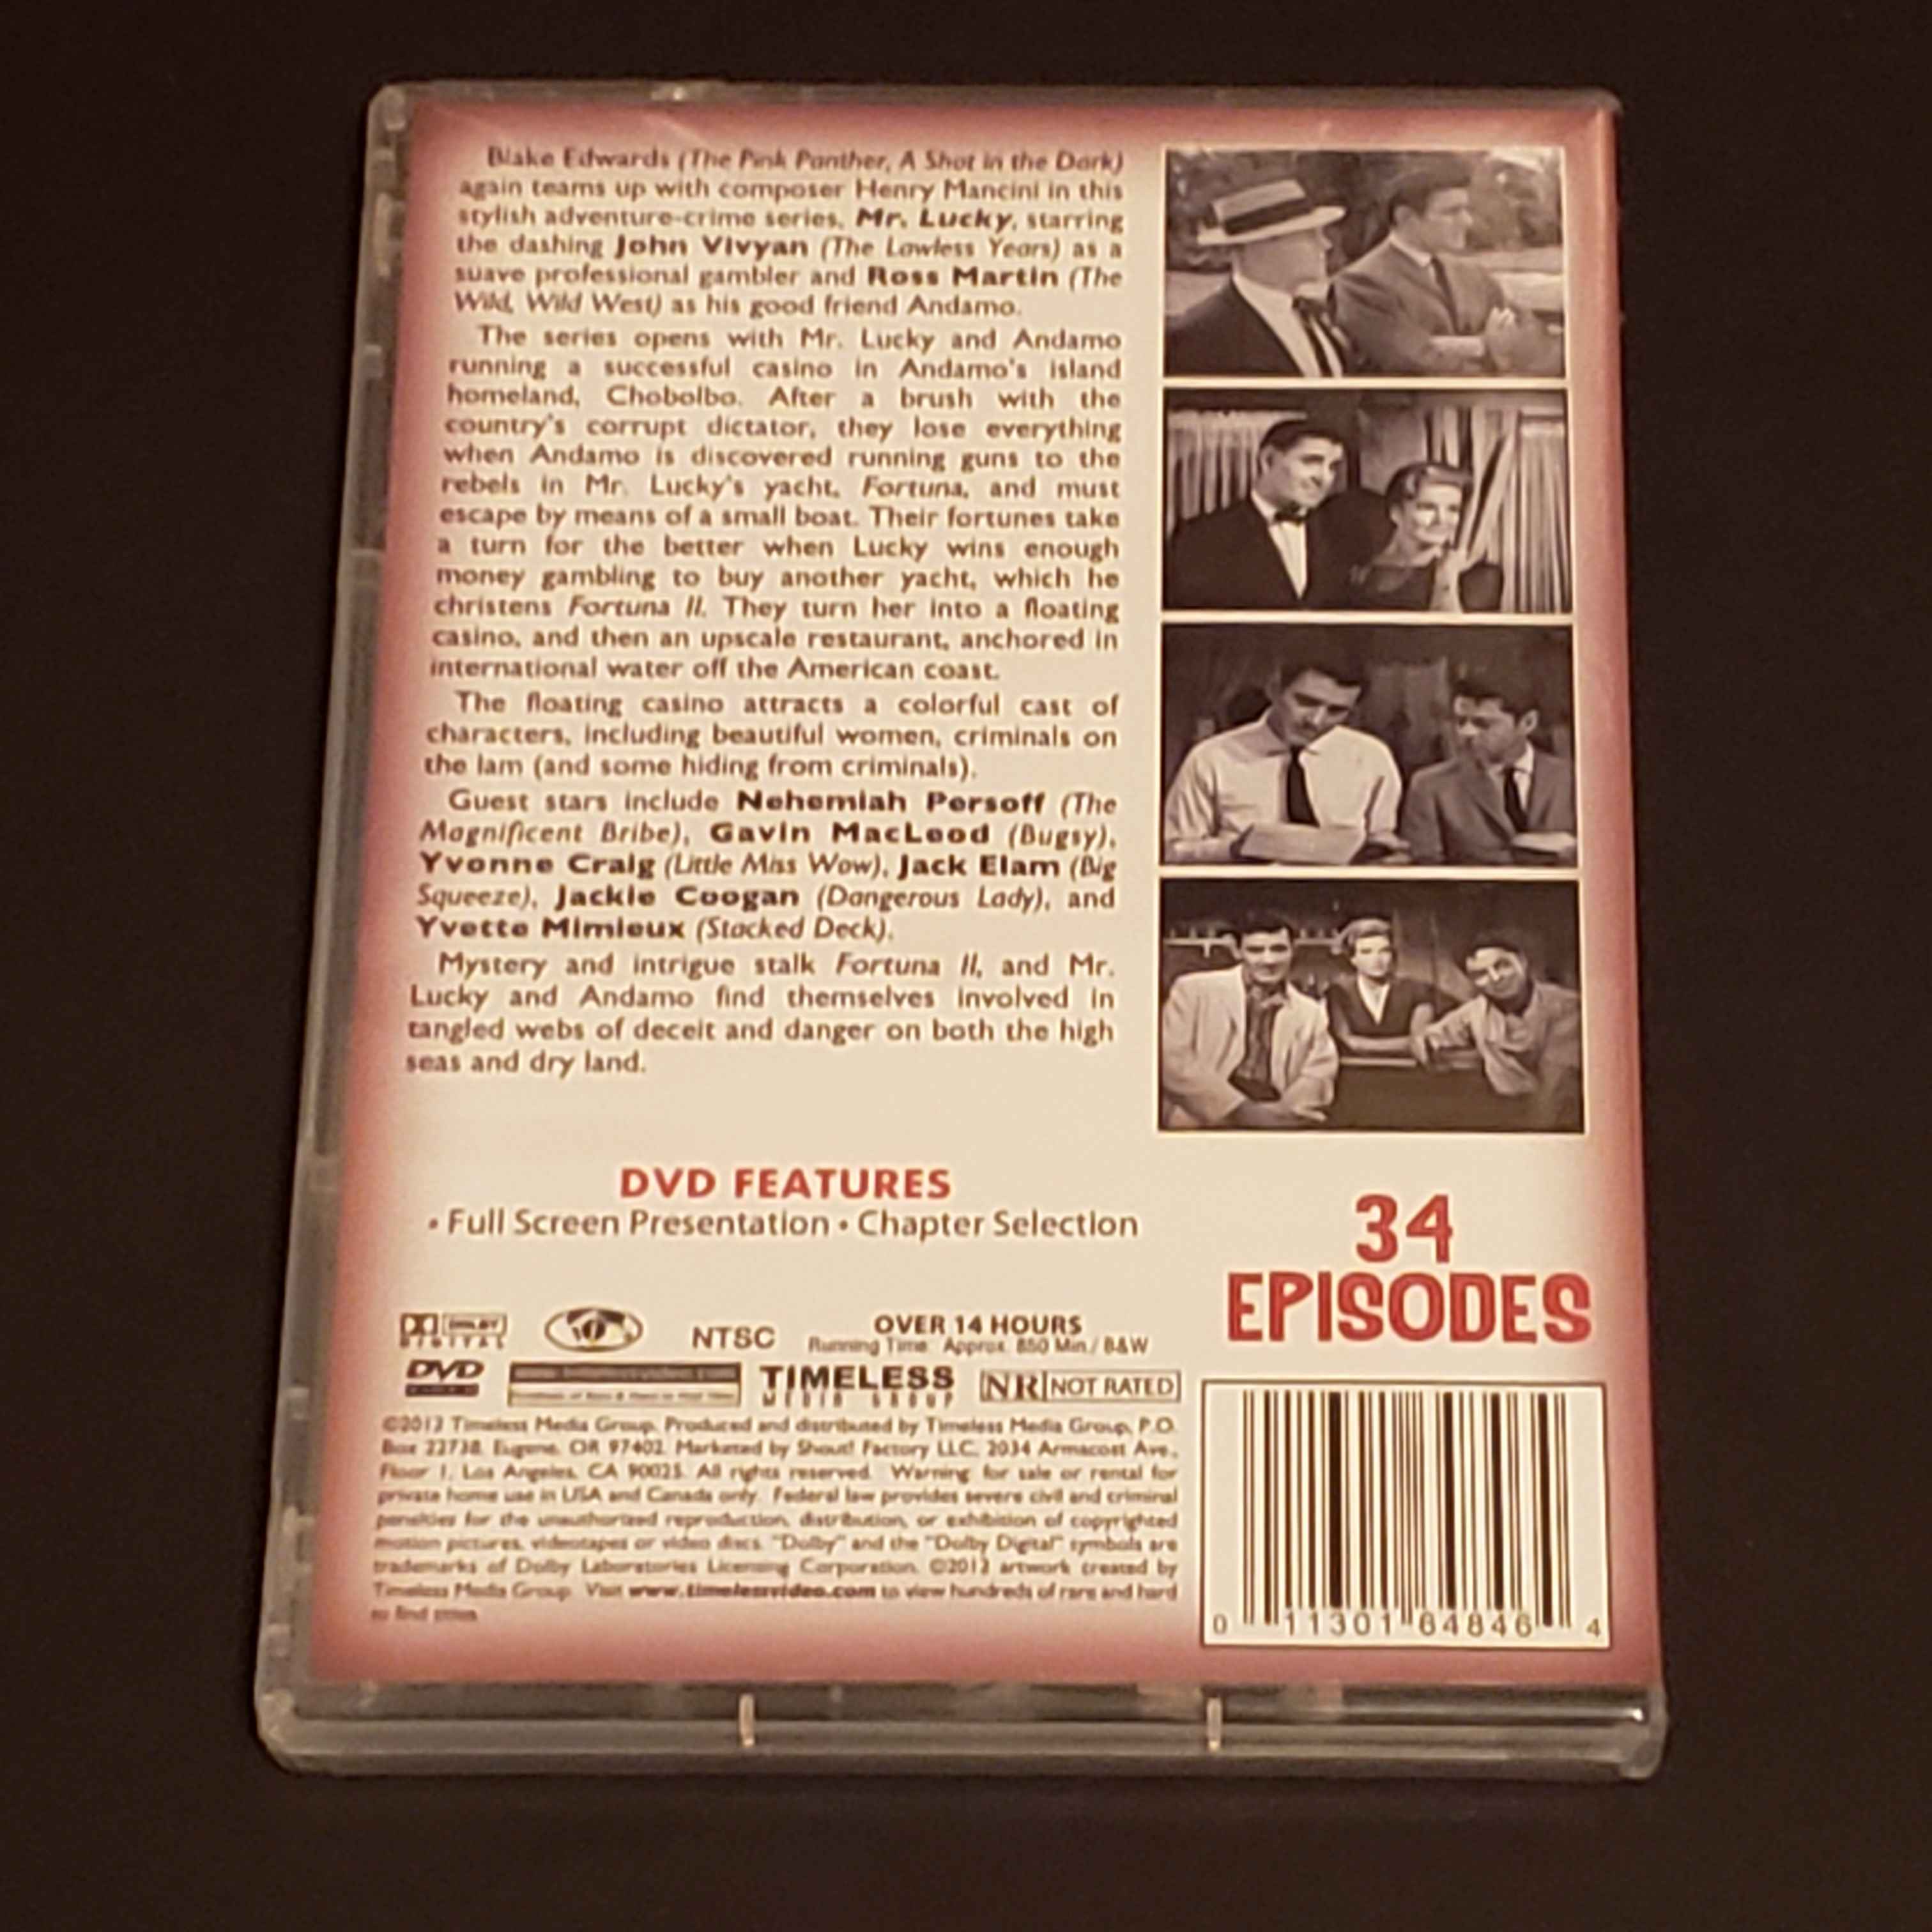 Blake Edwards (The Pink Panther, A Shot in the Dark)
again teams up with composer Henry Mancini in this
stylish adventure-crime series, Mr. Lucky, starring
the dashing John Vivyan (The Lawless Years) as a
suave professional gambler and Ross Martin (The
Wild, Wild West) as his good friend Andamo.
The series opens with Mr. Lucky and Andamo
running a successful casino in Andamo's island
homeland, Chobolbo. After a brush with the
country's corrupt dictator, they lose everything
when Andamo is discovered running guns to the
rebels in Mr. Lucky's yacht, Fortuna, and must
escape by means of a small boat. Their fortunes take
a turn for the better when Lucky wins enough
money gambling to buy another yacht, which he
christens Fortuna II. They turn her into a floating
casino, and then an upscale restaurant, anchored in
international water off the American coast.
The floating casino attracts a colorful cast of
characters, including beautiful women, criminals on
the lam (and some hiding from criminals).
Guest stars include Nehemiah Persoff (The
Magnificent Bribe), Gavin MacLeod (Bugsy),
Yvonne Craig (Little Miss Wow), Jack Elam (Big
Squeeze), Jackie Coogan (Dangerous Lady), and
Yvette Mimieux (Stacked Deck).
Mystery and intrigue stalk Fortuna II, and Mr.
Lucky and Andamo find themselves involved in
tangled webs of deceit and danger on both the high
seas and dry land.
DVD FEATURES
• Full Screen Presentation • Chapter Selection
34
EPISODES
DOLBY
DIGITAL
NTSC
OVER 14 HOURS
Running Time: Approx. 850 Min./ B&W
DVD
TIMELESS
MEDIA GROUP
NR NOT RATED
©2012 Timeless Media Group. Produced and distributed by Timeless Media Group, P.O.
Box 22738, Eugene, OR 97402. Marketed by Shout! Factory LLC, 2034 Armacost Ave.,
Floor 1, Los Angeles, CA 90025. All rights reserved. Warning: for sale or rental for
private home use in USA and Canada only. Federal law provides severe civil and criminal
penalties for the unauthorized reproduction, distribution, or exhibition of copyrighted
motion pictures, videotapes or video discs. "Dolby" and the "Dolby Digital" symbols are
trademarks of Dolby Laboratories Licensing Corporation. ©2012 artwork created by
Timeless Media Group. Visit www.timelessvideo.com to view hundreds of rare and hard
to find
0 11301 64846 4